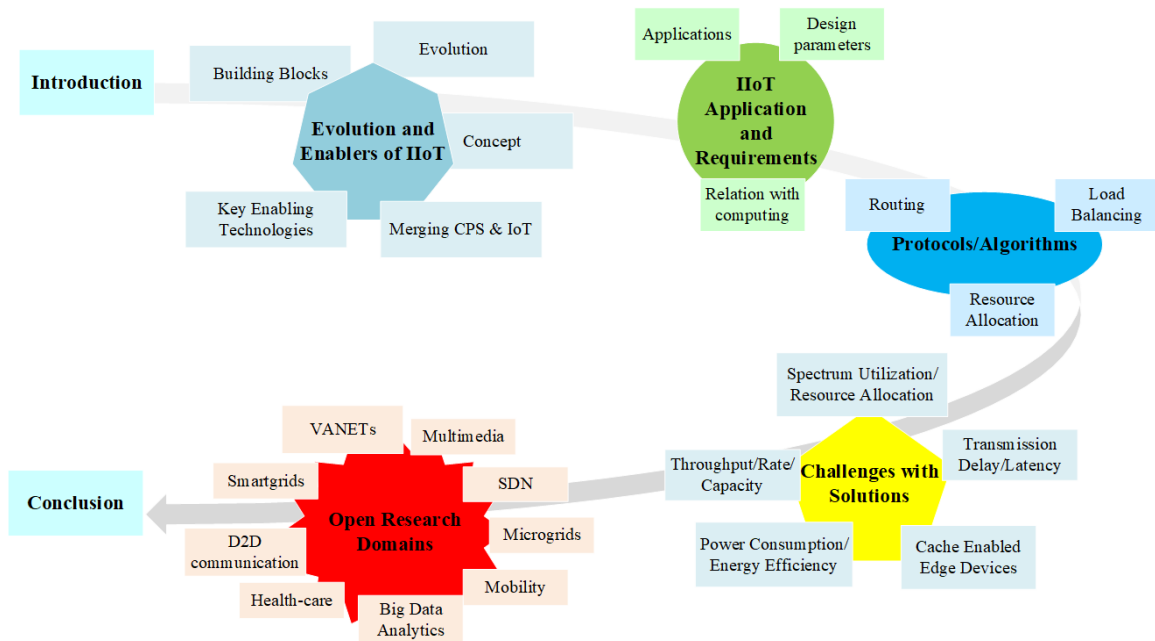 Introduction
Building Blocks
Evolution
Evolution and
Enablers of IIoT
Concept
Key Enabling
Technologies
Merging CPS & IoT
Applications
Design
parameters
IIoT
Application
and
Requirements
Relation with
computing
Routing
Load
Balancing
Protocols/Algorithms
Resource
Allocation
Spectrum Utilization/
Resource Allocation
Throughput/Rate/
Capacity
Challenges with
Solutions
Transmission
Delay/Latency
Power Consumption/
Energy Efficiency
Cache Enabled
Edge Devices
VANETs
Multimedia
Smartgrids
SDN
Open Research
Domains
Microgrids
D2D
communication
Mobility
Health-care
Big Data
Analytics
Conclusion